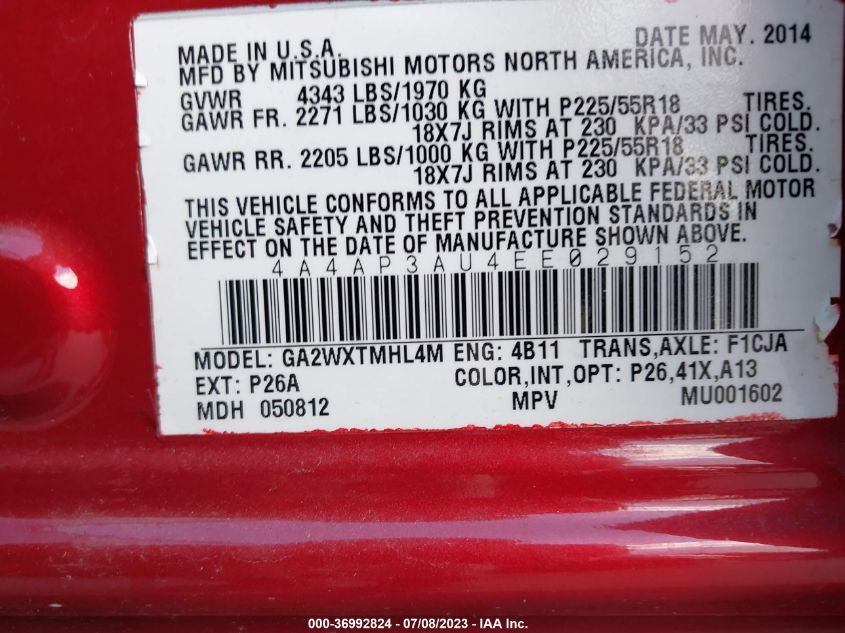 MADE IN U.S.A. DATE MAY. 2014
MFD BY MITSUBISHI MOTORS NORTH AMERICA, INC.
GVWR 4343 LBS/1970 KG
GAWR FR. 2271 LBS/1030 KG WITH P225/55R18 TIRES.
18X7J RIMS AT 230 KPA/33 PSI COLD.
GAWR RR. 2205 LBS/1000 KG WITH P225/55R18 TIRES.
18X7J RIMS AT 230 KPA/33 PSI COLD.
THIS VEHICLE CONFORMS TO ALL APPLICABLE FEDERAL MOTOR
VEHICLE SAFETY AND THEFT PREVENTION STANDARDS IN
EFFECT ON THE DATE OF MANUFACTURE SHOWN ABOVE.
4A4AP3AU4EE029152
MODEL: GA2WXTMHL4M ENG: 4B11 TRANS,AXLE: F1CJA
EXT: P26A COLOR,INT,OPT: P26,41X,A13
MDH 050812 MPV MU001602
000-36992824 - 07/08/2023 - IAA Inc.